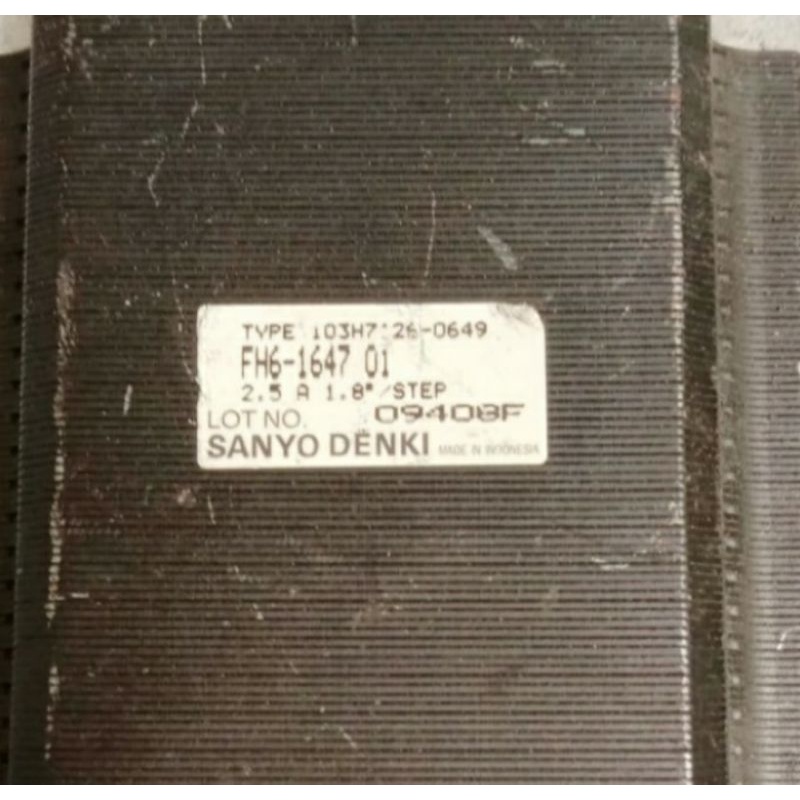 TYPE 103H7126-0649
FH6-1647 01
2.5 A 1.8°/STEP
LOT NO. 09408F
SANYO DENKI MADE IN INDONESIA